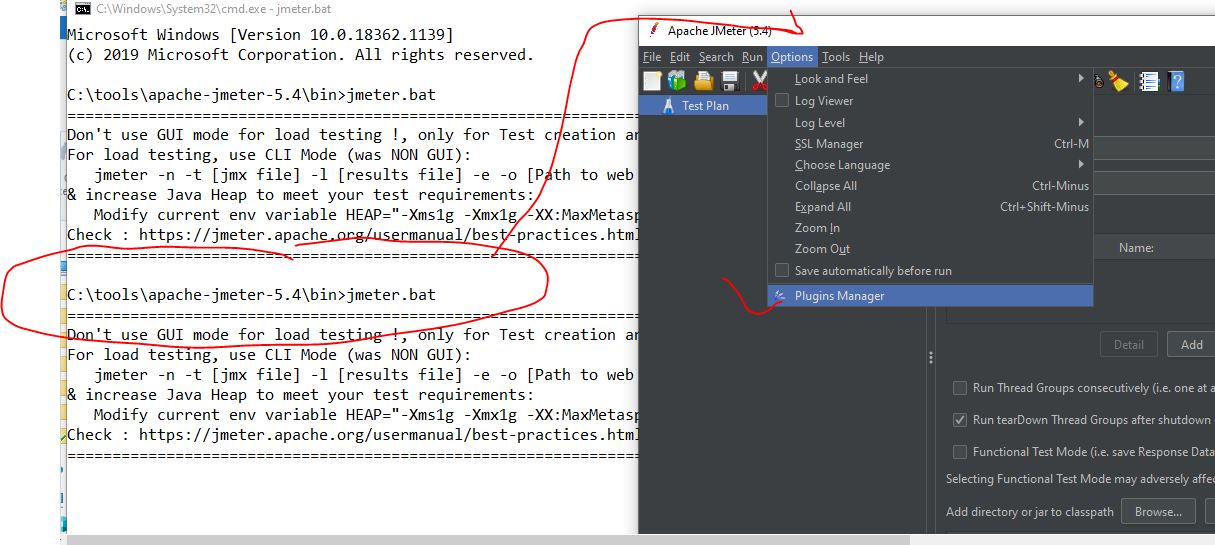 C:\Windows\System32\cmd.exe - jmeter.bat
Microsoft Windows [Version 10.0.18362.1139]
(c) 2019 Microsoft Corporation. All rights reserved.
C:\tools\apache-jmeter-5.4\bin>jmeter.bat
================================================================================
Don't use GUI mode for load testing !, only for Test creation an
For load testing, use CLI Mode (was NON GUI):
jmeter -n -t [jmx file] -l [results file] -e -o [Path to web
& increase Java Heap to meet your test requirements:
Modify current env variable HEAP="-Xms1g -Xmx1g -XX:MaxMetasp
Check : https://jmeter.apache.org/usermanual/best-practices.html
================================================================================
C:\tools\apache-jmeter-5.4\bin>jmeter.bat
================================================================================
Don't use GUI mode for load testing !, only for Test creation an
For load testing, use CLI Mode (was NON GUI):
jmeter -n -t [jmx file] -l [results file] -e -o [Path to web
& increase Java Heap to meet your test requirements:
Modify current env variable HEAP="-Xms1g -Xmx1g -XX:MaxMetasp
Check : https://jmeter.apache.org/usermanual/best-practices.html
================================================================================
Apache JMeter (5.4)
File Edit Search Run Options Tools Help
Test Plan
Look and Feel
Log Viewer
Log Level
SSL Manager Ctrl-M
Choose Language
Collapse All Ctrl-Minus
Expand All Ctrl+Shift-Minus
Zoom In
Zoom Out
Save automatically before run
Plugins Manager
Name:
Detail Add
Run Thread Groups consecutively (i.e. one at a
Run tearDown Thread Groups after shutdown
Functional Test Mode (i.e. save Response Data
Selecting Functional Test Mode may adversely affec
Add directory or jar to classpath Browse...